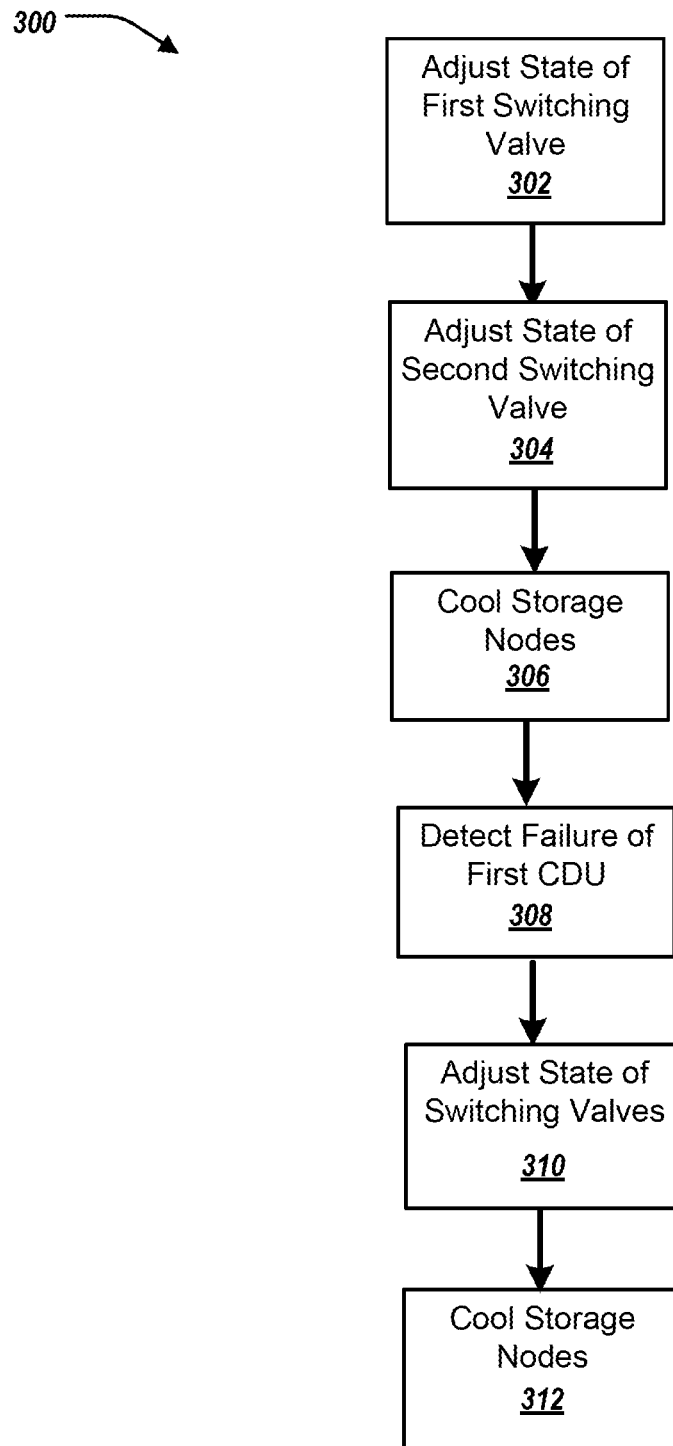 300
Adjust State of
First Switching
Valve
302
Adjust State of
Second Switching
Valve
304
Cool Storage
Nodes
306
Detect Failure of
First CDU
308
Adjust State of
Switching Valves
310
Cool Storage
Nodes
312